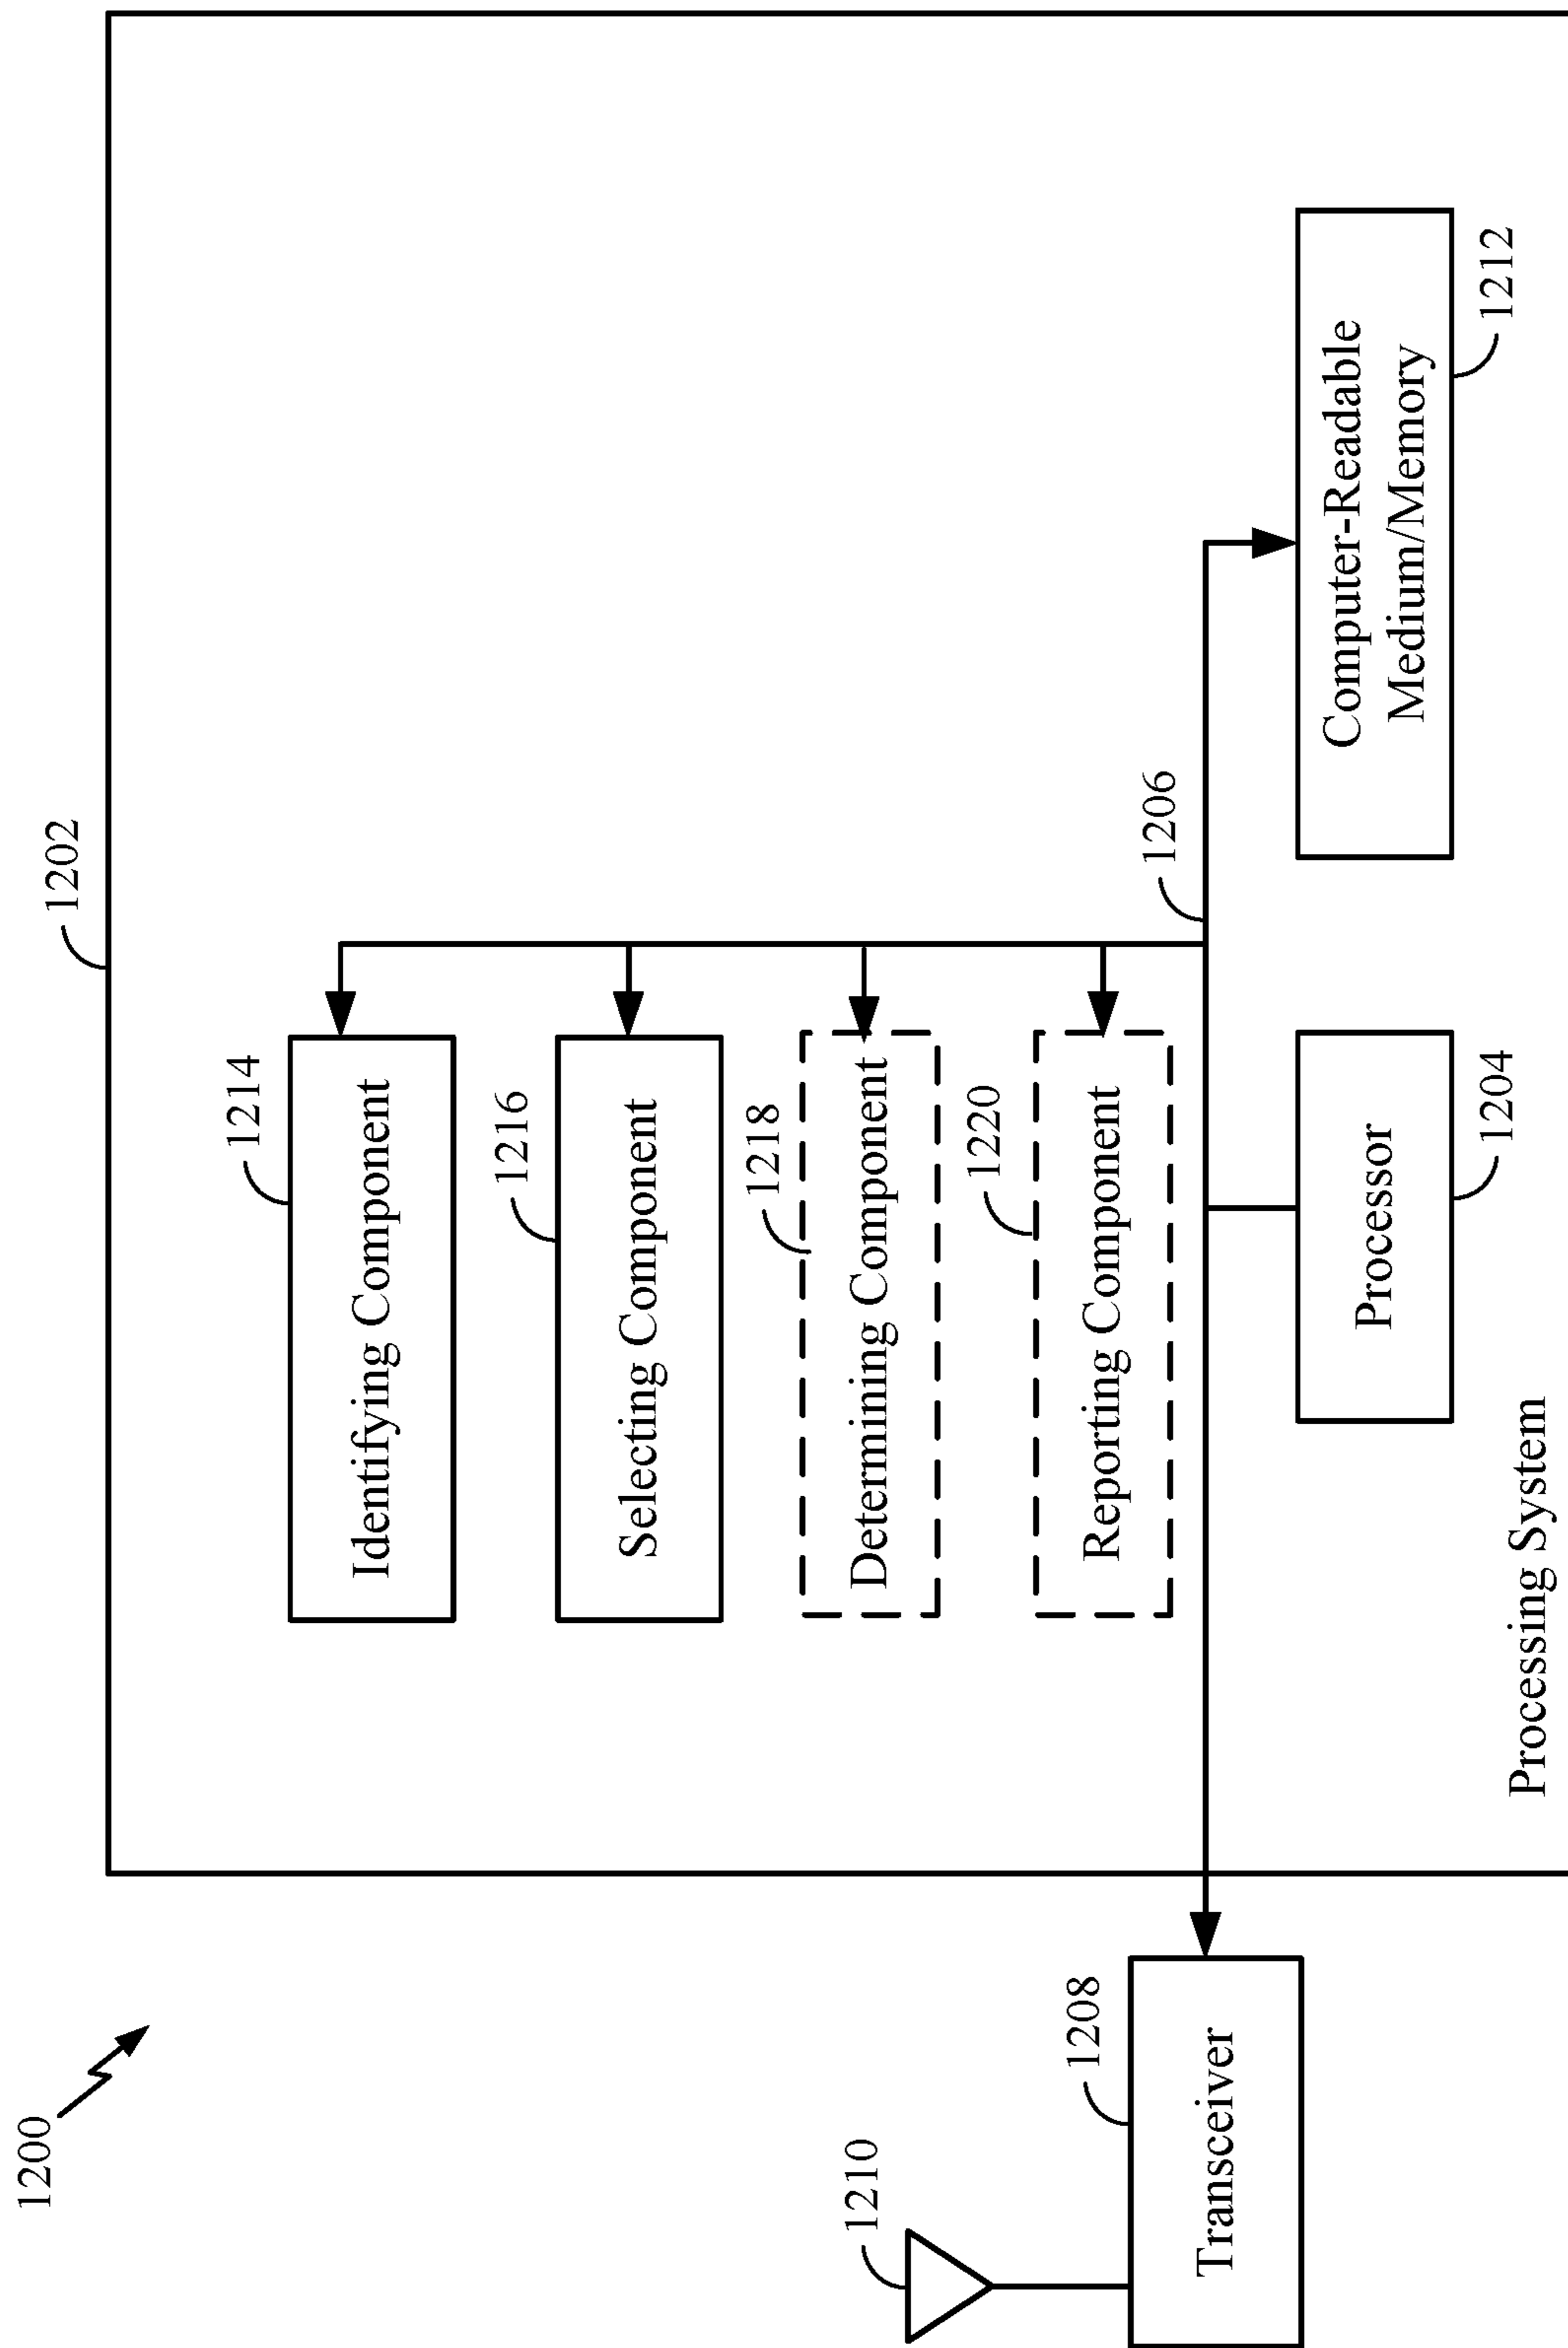 1200
1202
1214
Identifying Component
1216
Selecting Component
1218
Determining Component
1210
1208
1220
Reporting Component
1206
Transceiver
Processor
1204
Computer-Readable
Medium/Memory
1212
Processing System